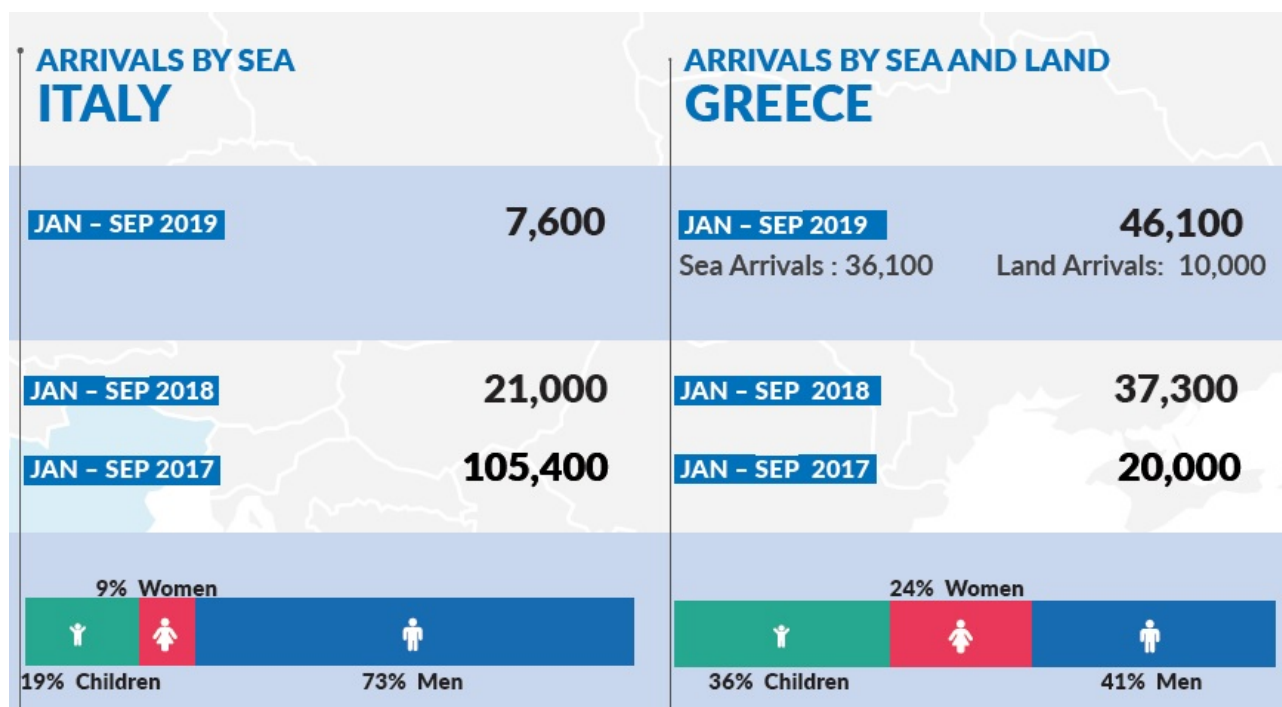 ARRIVALS BY SEA
ITALY
JAN – SEP 2019 7,600
JAN – SEP 2018 21,000
JAN – SEP 2017 105,400
9% Women
19% Children 73% Men
ARRIVALS BY SEA AND LAND
GREECE
JAN – SEP 2019 46,100
Sea Arrivals : 36,100 Land Arrivals: 10,000
JAN – SEP 2018 37,300
JAN – SEP 2017 20,000
24% Women
36% Children 41% Men